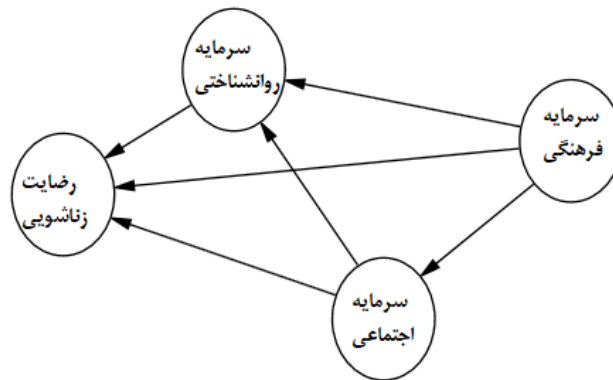 سرمایه
روانشناختی
سرمایه
فرهنگی
رضایت
زناشویی
سرمایه
اجتماعی